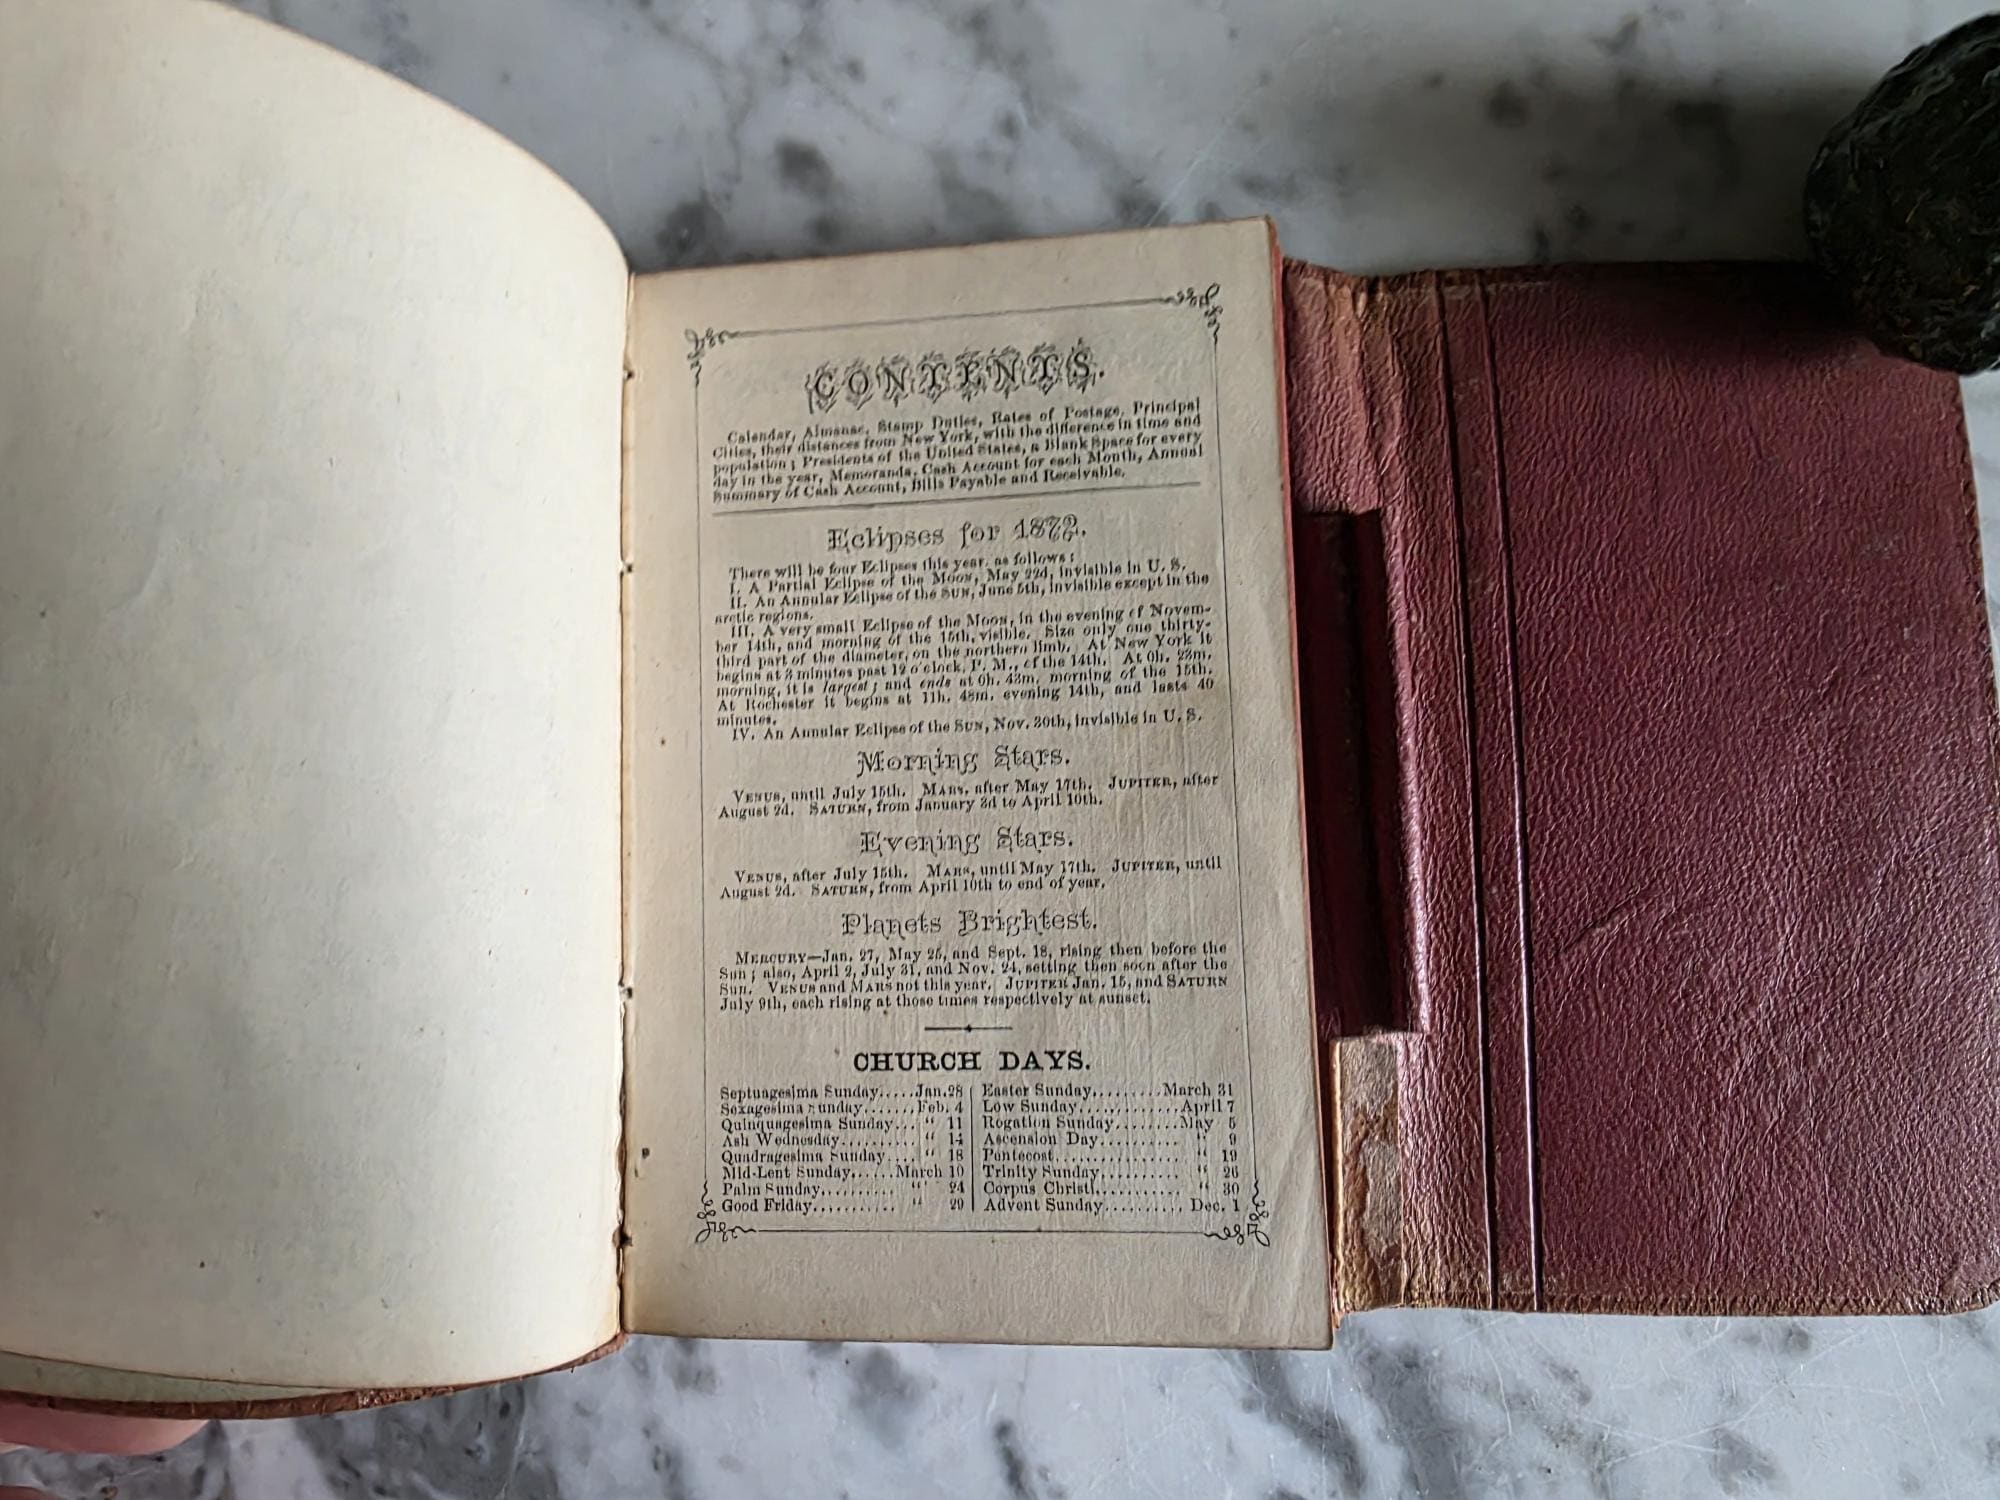 CONTENTS.
Calendar, Almanac, Stamp Duties, Rates of Postage, Principal
Cities, their distances from New York, with the difference in time and
population; Presidents of the United States, a Blank Space for every
day in the year, Memoranda, Cash Account for each Month, Annual
Summary of Cash Account, Bills Payable and Receivable.
Eclipses for 1872.
There will be four Eclipses this year, as follows:
I. A Partial Eclipse of the MOON, May 22d, invisible in U. S.
II. An Annular Eclipse of the SUN, June 5th, invisible except in the
arctic regions.
III. A very small Eclipse of the Moon, in the evening of Novem-
ber 14th, and morning of the 15th, visible. Size only one thirty-
third part of the diameter, on the northern limb. At New York it
begins at 3 minutes past 12 o'clock, P. M., of the 14th. At 0h. 23m.
morning, it is largest; and ends at 0h. 43m. morning of the 15th.
At Rochester it begins at 11h. 48m. evening 14th, and lasts 40
minutes.
IV. An Annular Eclipse of the SUN, Nov. 30th, invisible in U. S.
Morning Stars.
VENUS, until July 15th. MARS, after May 17th. JUPITER, after
August 2d. SATURN, from January 3d to April 10th.
Evening Stars.
VENUS, after July 15th. MARS, until May 17th. JUPITER, until
August 2d. SATURN, from April 10th to end of year.
Planets Brightest.
MERCURY—Jan. 27, May 25, and Sept. 18, rising then before the
Sun; also, April 2, July 31, and Nov. 24, setting then soon after the
Sun. VENUS and MARS not this year. JUPITER Jan. 15, and SATURN
July 9th, each rising at those times respectively at sunset.
CHURCH DAYS.
Septuagesima Sunday.....Jan. 28
Sexagesima Sunday.......Feb. 4
Quinquagesima Sunday... " 11
Ash Wednesday.......... " 14
Quadragesima Sunday.... " 18
Mid-Lent Sunday.....March 10
Palm Sunday.......... " 24
Good Friday........... " 29
Easter Sunday.........March 31
Low Sunday.............April 7
Rogation Sunday........May 5
Ascension Day.......... " 9
Pentecost................ " 19
Trinity Sunday.......... " 26
Corpus Christi........... " 30
Advent Sunday.......... Dec. 1